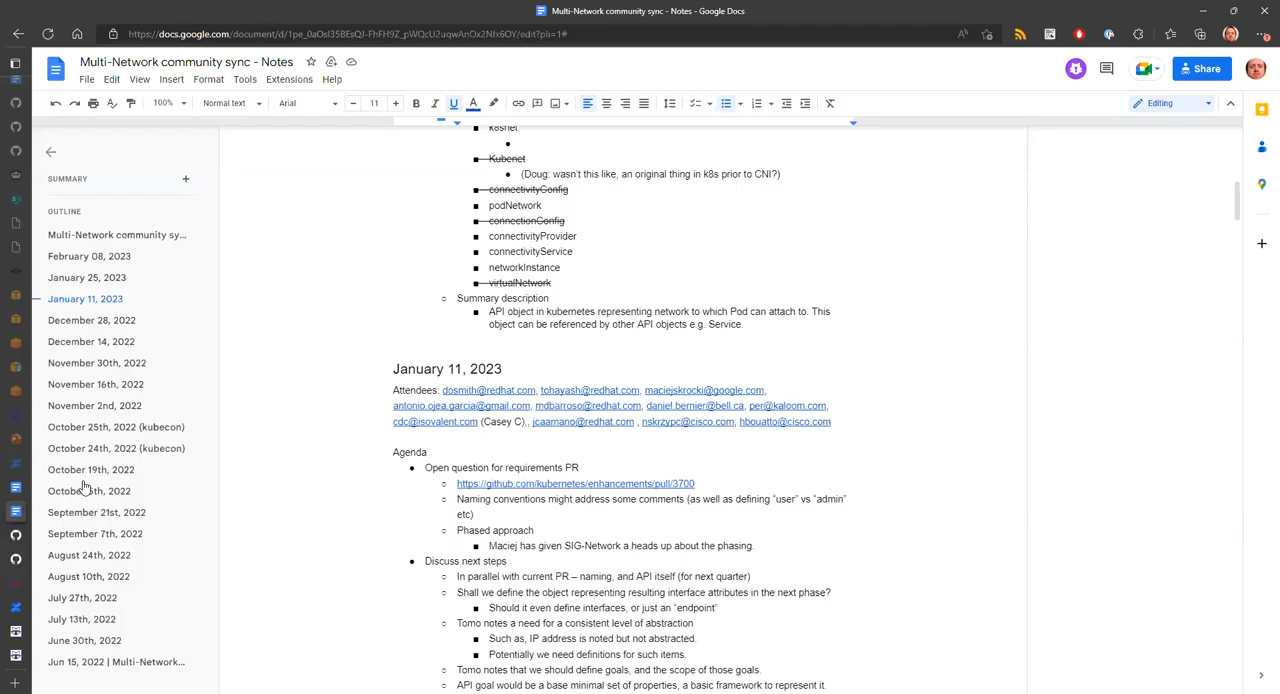 Multi-Network community sync - Notes - Google Docs
https://docs.google.com/document/d/1pe_0aOsI35BEsQJ-FhFH9Z_pWQcU2uqwAnOx2NIx6OY/edit?pli=1#
Multi-Network community sync - Notes
Share
File Edit View Insert Format Tools Extensions Help
100% Normal text Arial 11 Editing
SUMMARY
OUTLINE
Multi-Network community sy...
February 08, 2023
January 25, 2023
January 11, 2023
December 28, 2022
December 14, 2022
November 30th, 2022
November 16th, 2022
November 2nd, 2022
October 25th, 2022 (kubecon)
October 24th, 2022 (kubecon)
October 19th, 2022
October 5th, 2022
September 21st, 2022
September 7th, 2022
August 24th, 2022
August 10th, 2022
July 27th, 2022
July 13th, 2022
June 30th, 2022
Jun 15, 2022 | Multi-Network...
k8snet
Kubenet
(Doug: wasn't this like, an original thing in k8s prior to CNI?)
connectivityConfig
podNetwork
connectionConfig
connectivityProvider
connectivityService
networkInstance
virtualNetwork
Summary description
API object in kubernetes representing network to which Pod can attach to. This
object can be referenced by other API objects e.g. Service.
January 11, 2023
Attendees: dosmith@redhat.com, tohayash@redhat.com, maciejskrocki@google.com,
antonio.ojea.garcia@gmail.com, mdbarroso@redhat.com, daniel.bernier@bell.ca, per@kaloom.com,
cdc@isovalent.com (Casey C),, jcaamano@redhat.com , nskrzypc@cisco.com, hbouatto@cisco.com
Agenda
Open question for requirements PR
https://github.com/kubernetes/enhancements/pull/3700
Naming conventions might address some comments (as well as defining "user" vs "admin"
etc)
Phased approach
Maciej has given SIG-Network a heads up about the phasing.
Discuss next steps
In parallel with current PR – naming, and API itself (for next quarter)
Shall we define the object representing resulting interface attributes in the next phase?
Should it even define interfaces, or just an "endpoint"
Tomo notes a need for a consistent level of abstraction
Such as, IP address is noted but not abstracted.
Potentially we need definitions for such items.
Tomo notes that we should define goals, and the scope of those goals.
API goal would be a base minimal set of properties, a basic framework to represent it.